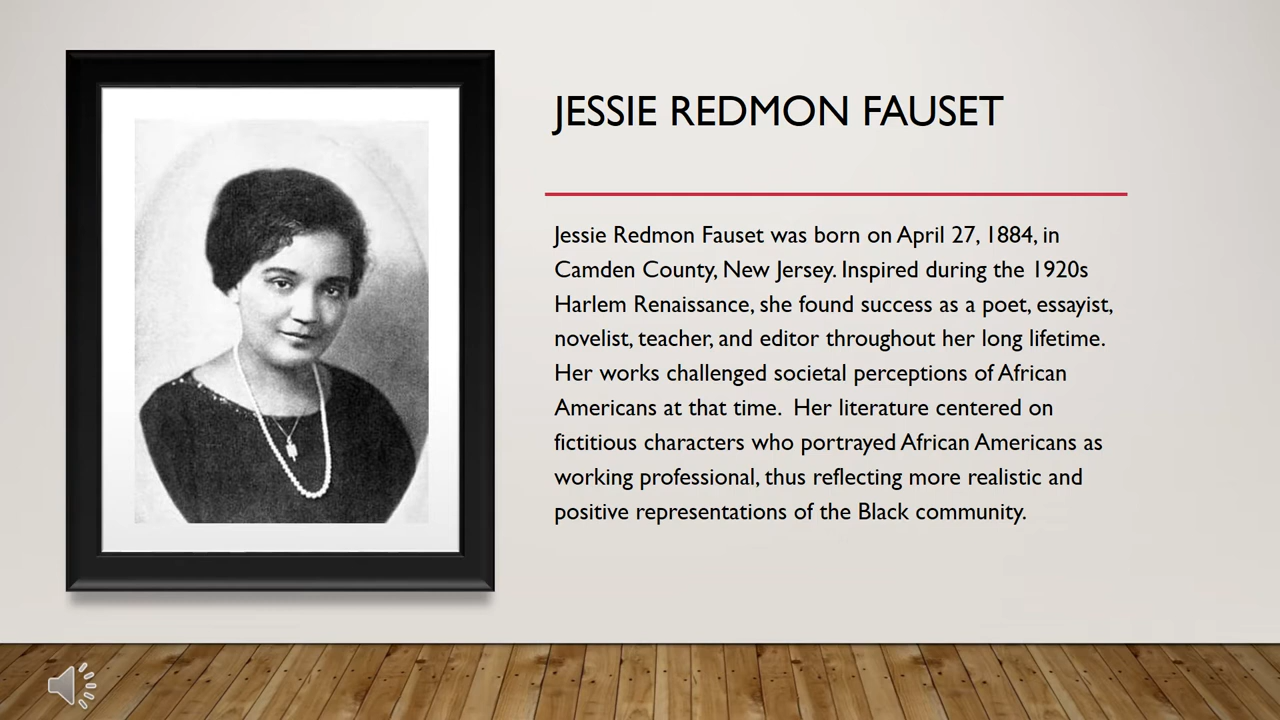 JESSIE REDMON FAUSET
Jessie Redmon Fauset was born on April 27, 1884, in
Camden County, New Jersey. Inspired during the 1920s
Harlem Renaissance, she found success as a poet, essayist,
novelist, teacher, and editor throughout her long lifetime.
Her works challenged societal perceptions of African
Americans at that time.  Her literature centered on
fictitious characters who portrayed African Americans as
working professional, thus reflecting more realistic and
positive representations of the Black community.